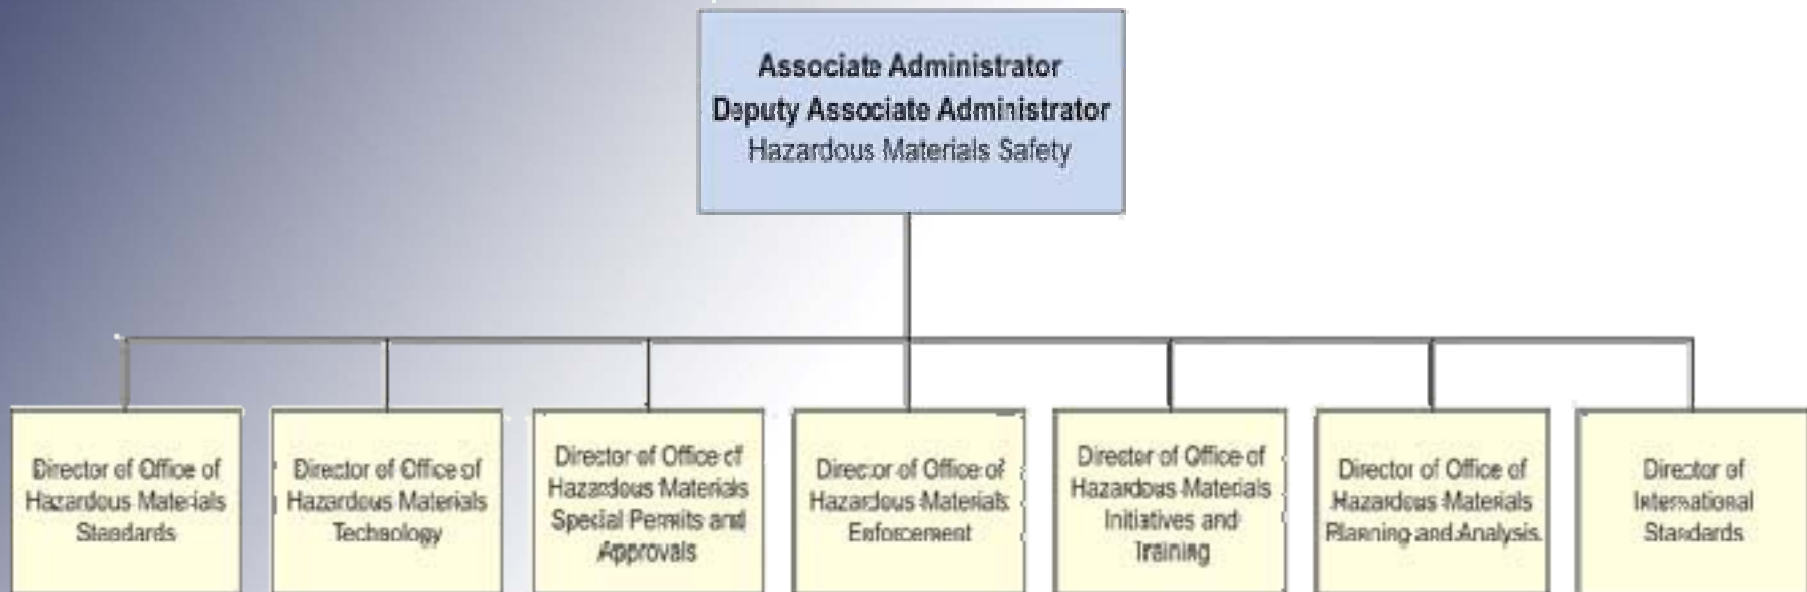 Associate Administrator
Deputy Associate Administrator
Hazardous Materials Safety
Director of Office of
Hazardous Materials
Standards
Director of Office of
Hazardous Materials
Technology
Director of Office of
Hazardous Materials
Special Permits and
Approvals
Director of Office of
Hazardous Materials
Enforcement
Director of Office of
Hazardous Materials
Initiatives and
Training
Director of Office of
Hazardous Materials
Planning and Analysis
Director of
International
Standards